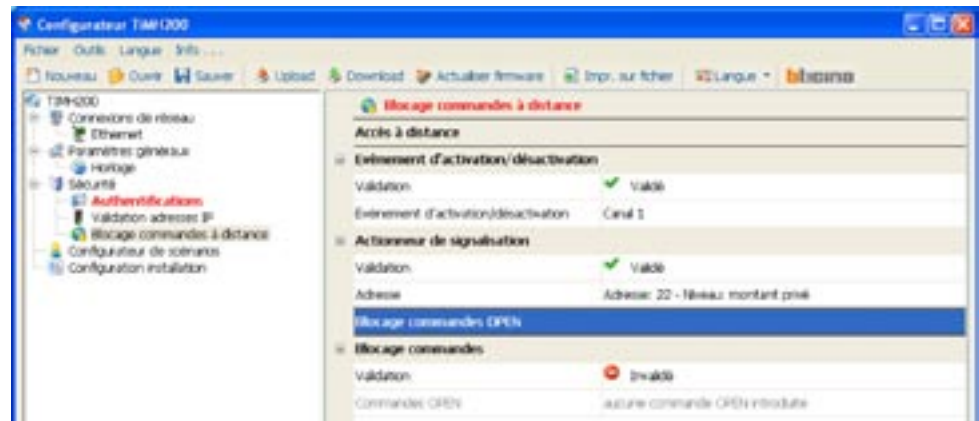 Configurateur TiMH200
Fichier Outils Langue Info ...
Nouveau Ouvrir Sauver Upload Download Actualiser firmware Impr. sur fichier Langue bticino
TiMH200
Connexions de réseau
Ethernet
Paramètres généraux
Horloge
Sécurité
Authentifications
Validation adresses IP
Blocage commandes à distance
Configurateur de scénarios
Configuration installation
Blocage commandes à distance
Accès à distance
Evénement d'activation/désactivation
Validation Validé
Evénement d'activation/désactivation Canal 1
Actionneur de signalisation
Validation Validé
Adresse Adresse: 22 - Niveau: montant privé
Blocage commandes OPEN
Blocage commandes
Validation Invalidé
Commandes OPEN aucune commande OPEN introduite